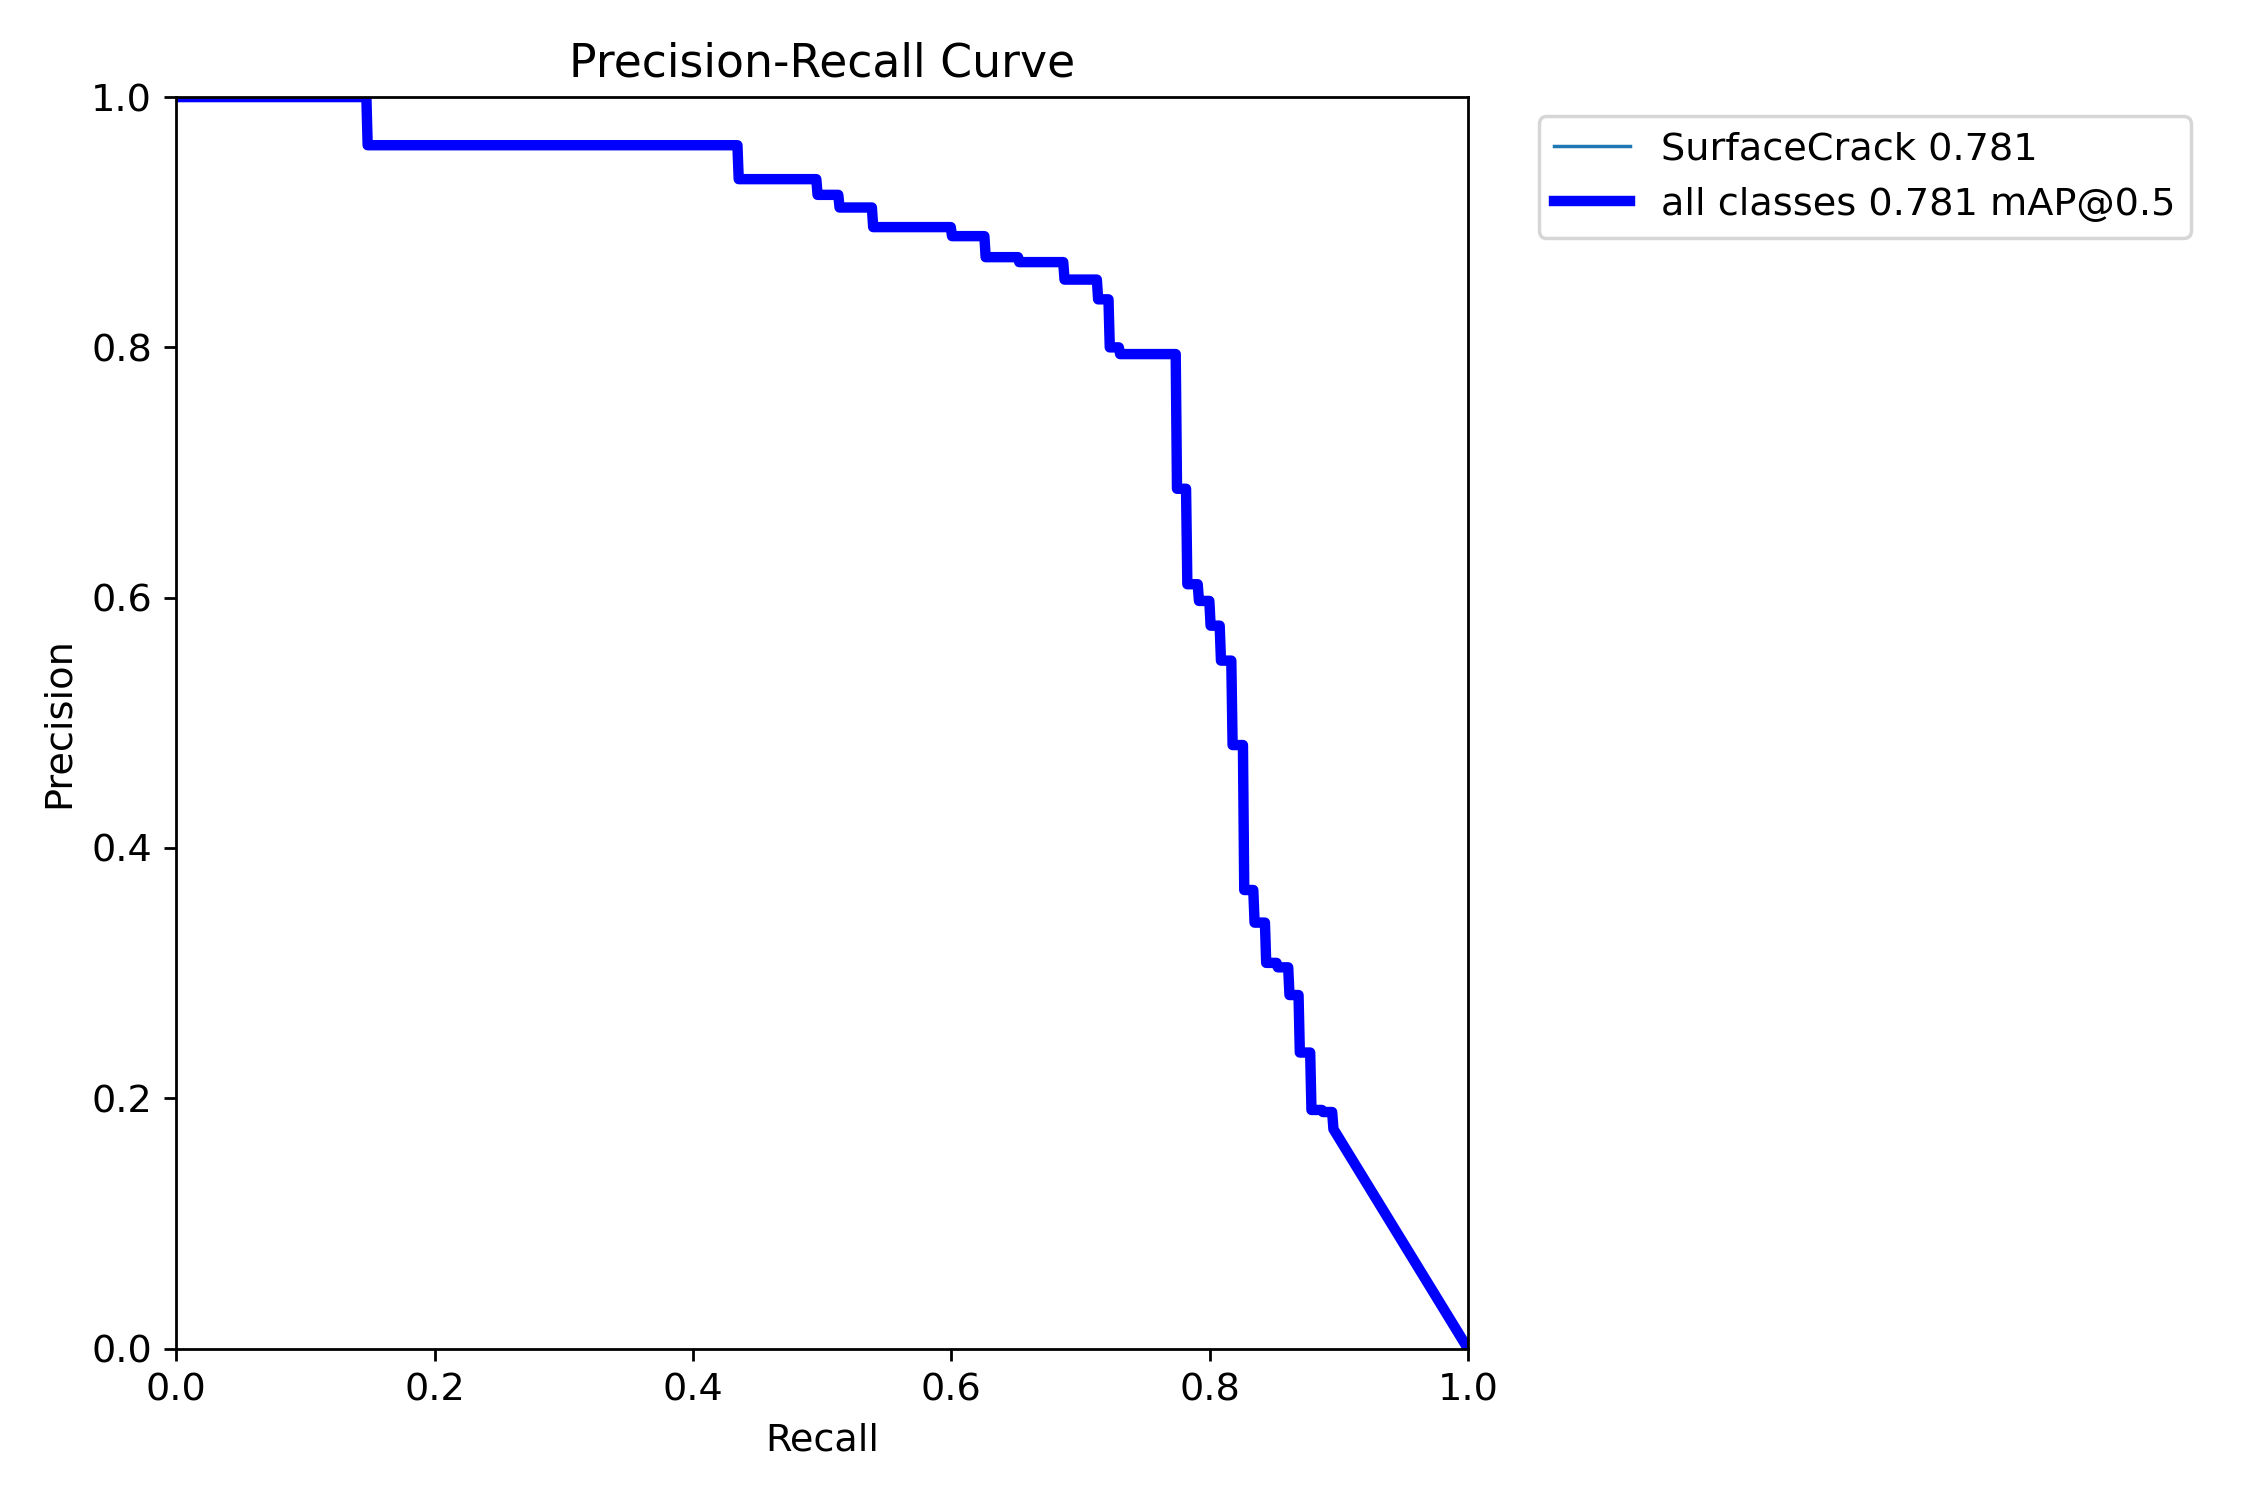 Precision-Recall Curve
1.0
0.8
0.6
0.4
0.2
0.0
Precision
0.0 0.2 0.4 0.6 0.8 1.0
Recall
SurfaceCrack 0.781
all classes 0.781 mAP@0.5